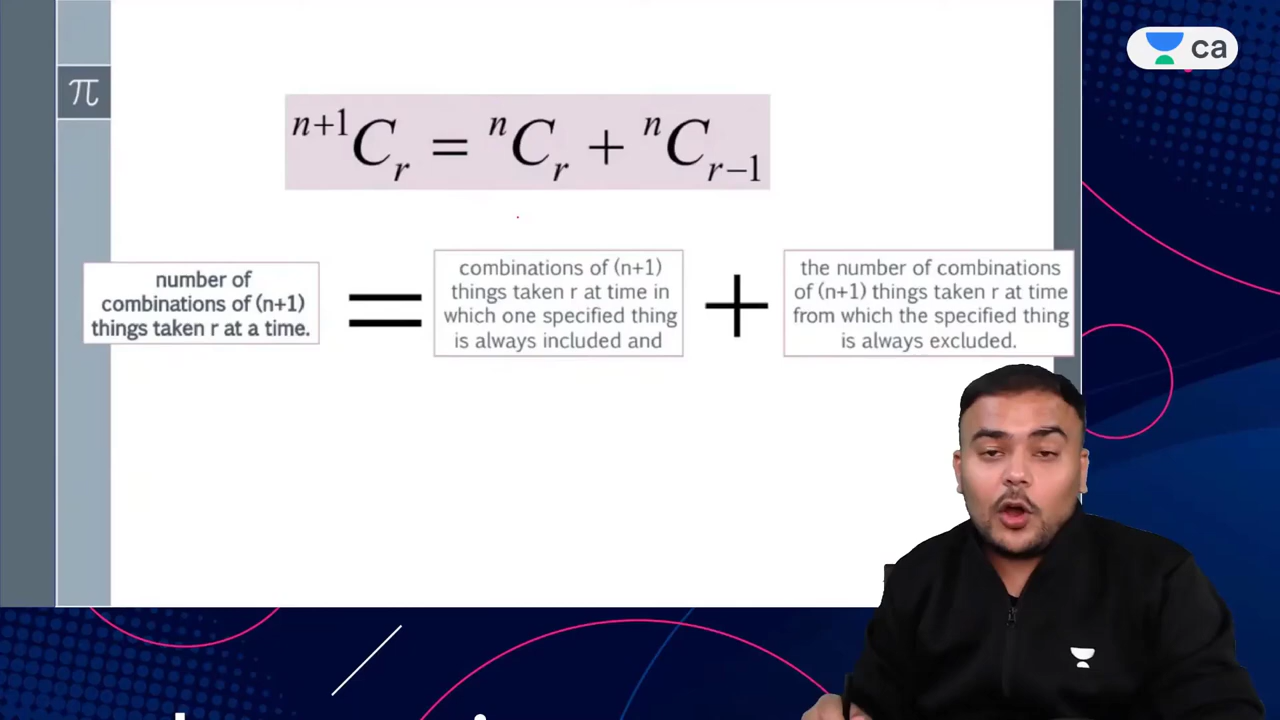 ca
π
n+1Cr = nCr + nCr−1
number of
combinations of (n+1)
things taken r at a time.
=
combinations of (n+1)
things taken r at time in
which one specified thing
is always included and
+
the number of combinations
of (n+1) things taken r at time
from which the specified thing
is always excluded.